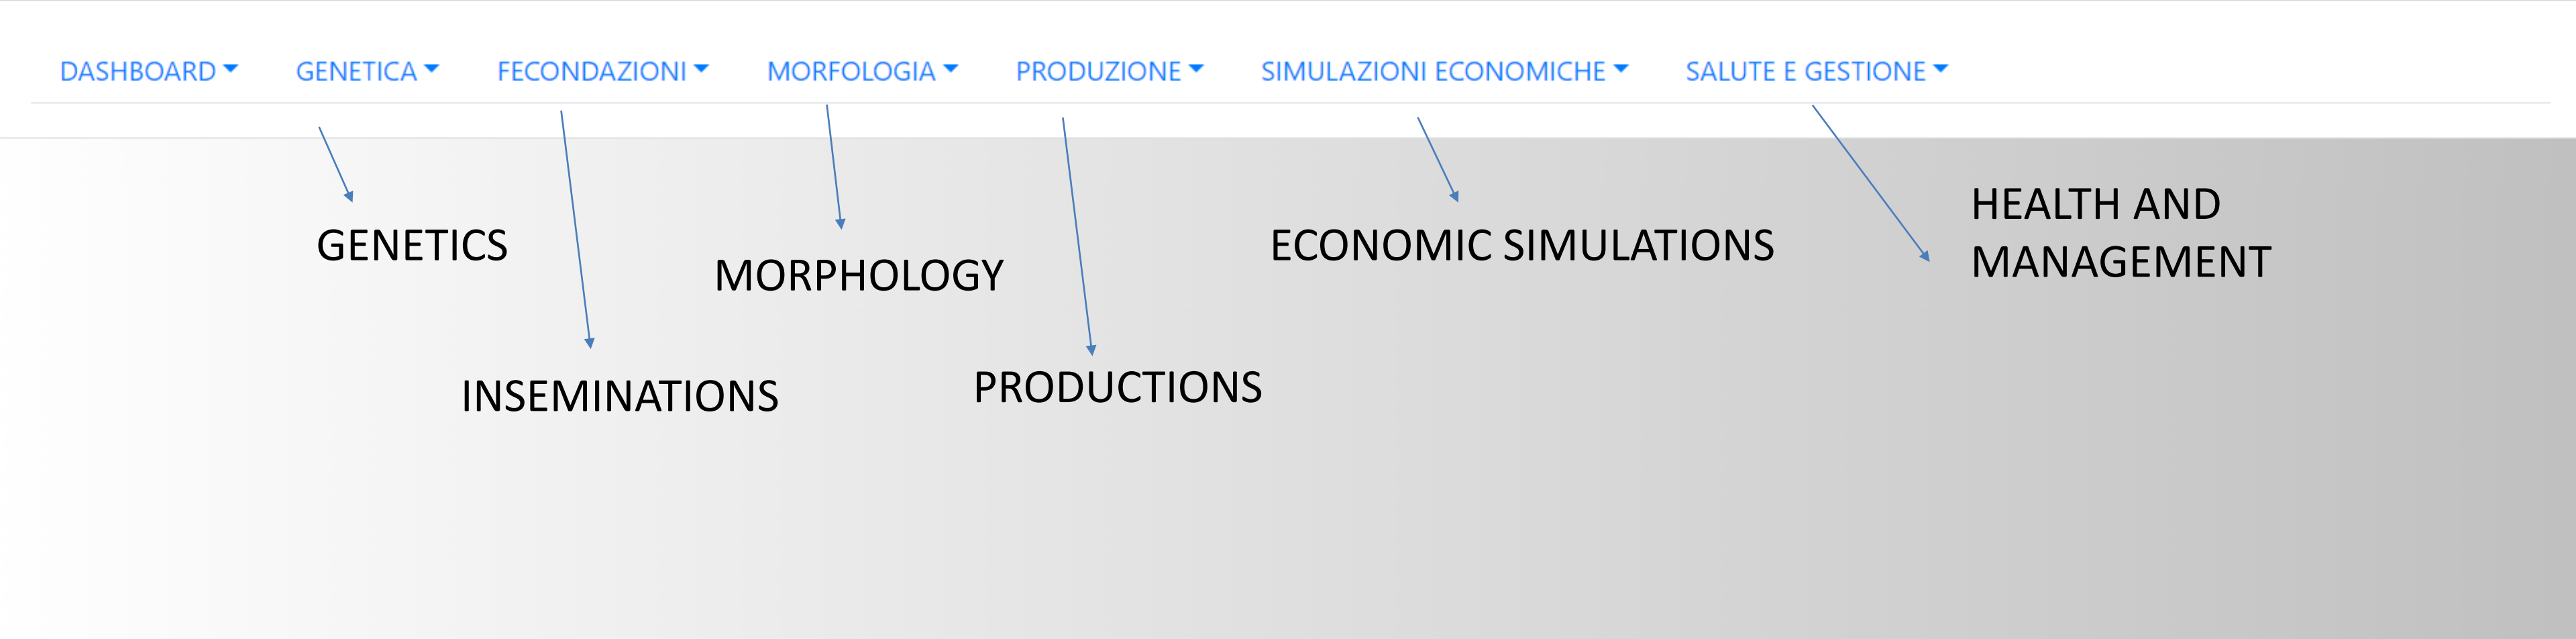 DASHBOARD GENETICA FECONDAZIONI MORFOLOGIA PRODUZIONE SIMULAZIONI ECONOMICHE SALUTE E GESTIONE
GENETICS
INSEMINATIONS
MORPHOLOGY
PRODUCTIONS
ECONOMIC SIMULATIONS
HEALTH AND
MANAGEMENT